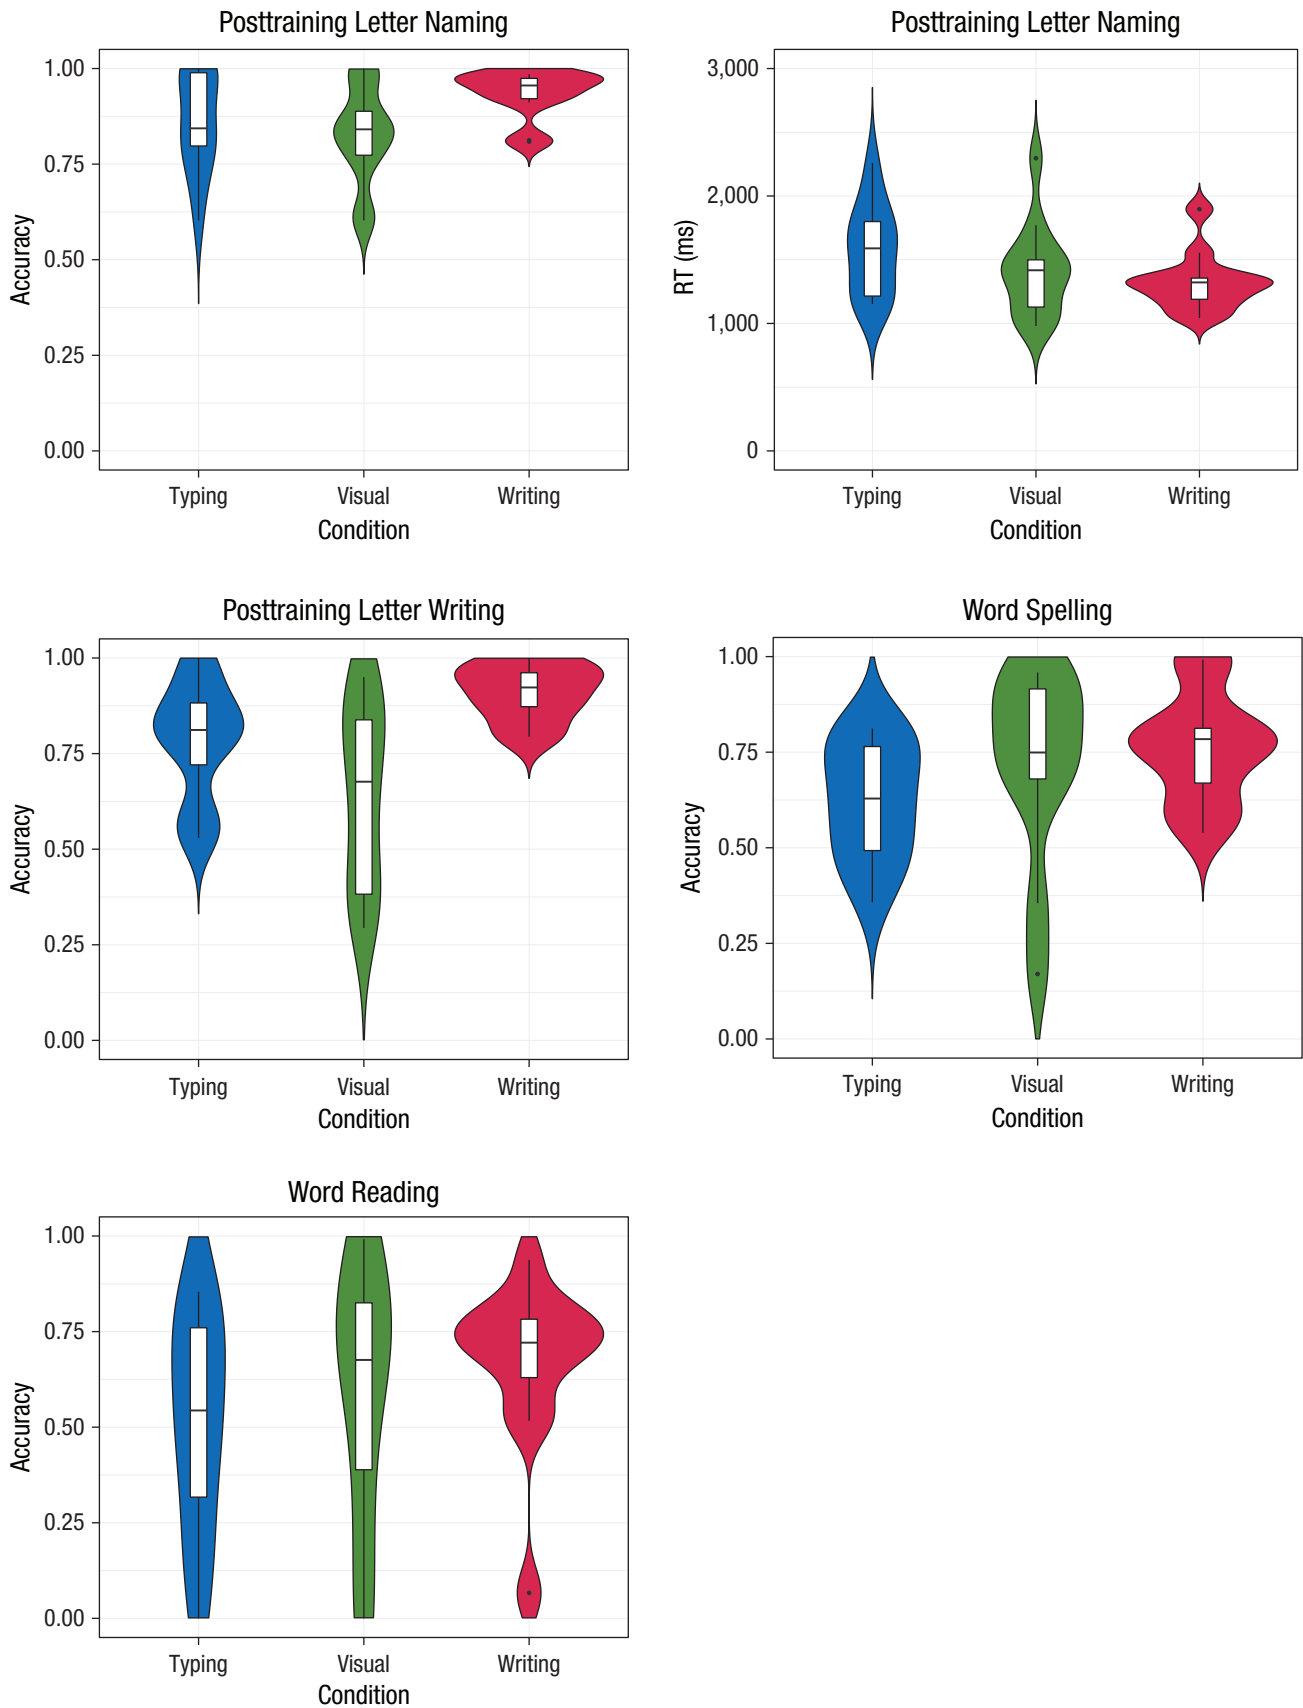 Posttraining Letter Naming
1.00
0.75
0.50
0.25
0.00
Accuracy
Typing Visual Writing
Condition
Posttraining Letter Naming
3,000
2,000
1,000
0
RT (ms)
Typing Visual Writing
Condition
Posttraining Letter Writing
1.00
0.75
0.50
0.25
0.00
Accuracy
Typing Visual Writing
Condition
Word Spelling
1.00
0.75
0.50
0.25
0.00
Accuracy
Typing Visual Writing
Condition
Word Reading
1.00
0.75
0.50
0.25
0.00
Accuracy
Typing Visual Writing
Condition